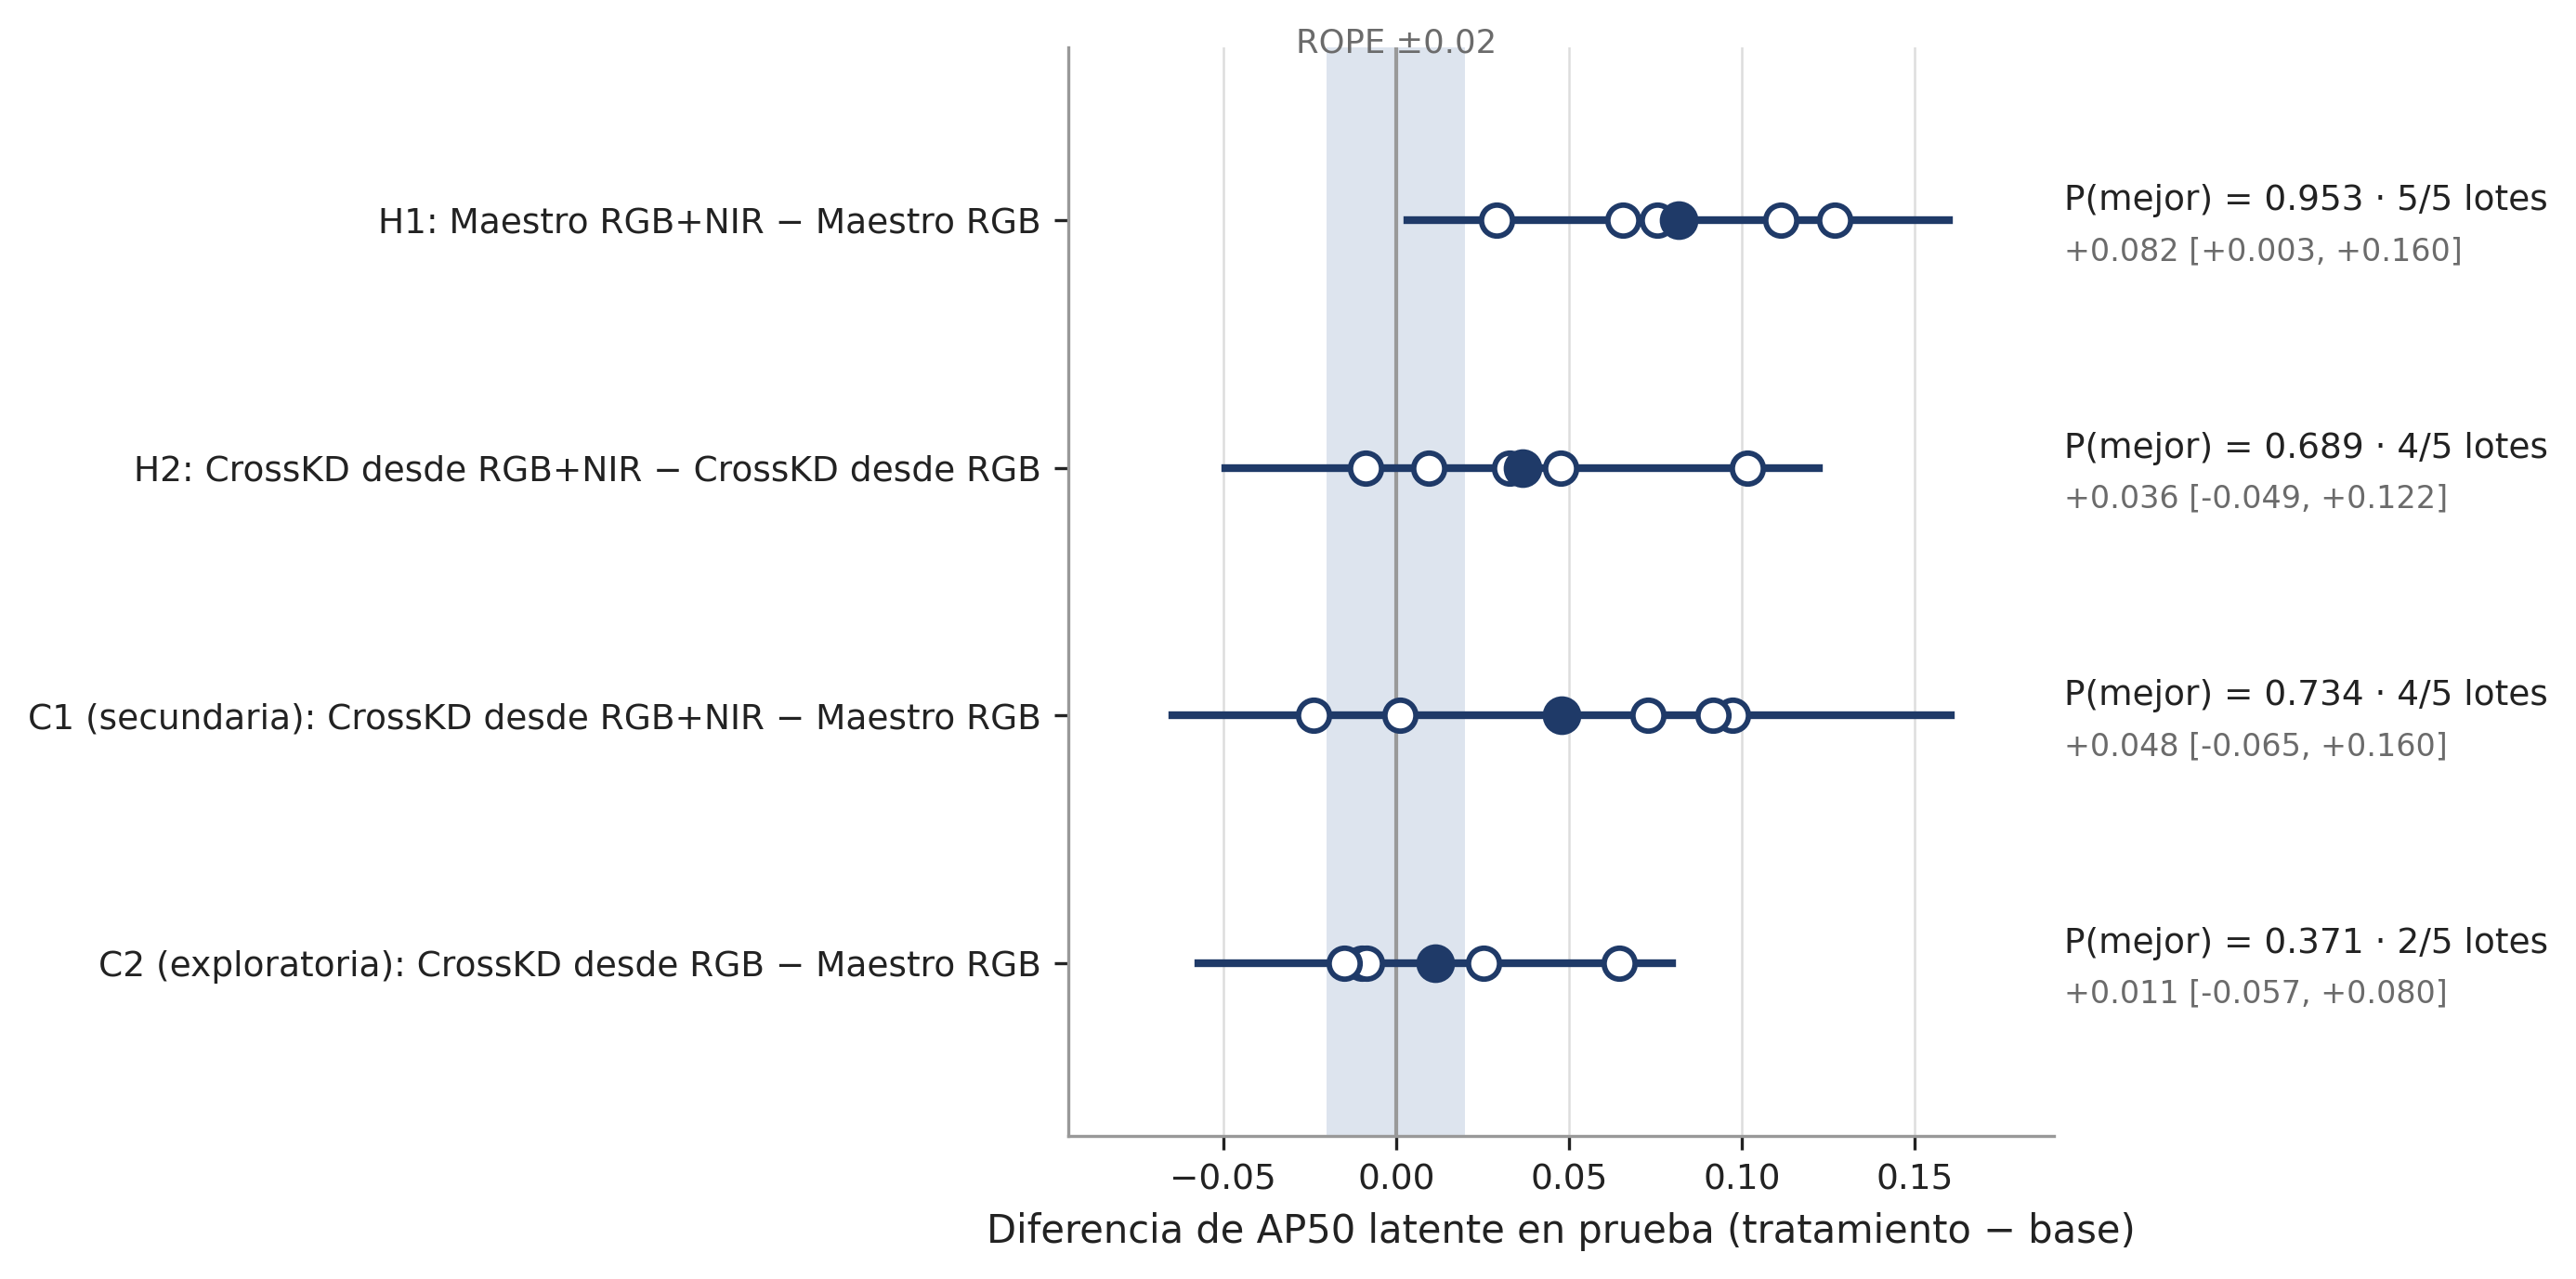 ROPE ±0.02
H1: Maestro RGB+NIR − Maestro RGB
P(mejor) = 0.953 · 5/5 lotes
+0.082 [+0.003, +0.160]
H2: CrossKD desde RGB+NIR − CrossKD desde RGB
P(mejor) = 0.689 · 4/5 lotes
+0.036 [-0.049, +0.122]
C1 (secundaria): CrossKD desde RGB+NIR − Maestro RGB
P(mejor) = 0.734 · 4/5 lotes
+0.048 [-0.065, +0.160]
C2 (exploratoria): CrossKD desde RGB − Maestro RGB
P(mejor) = 0.371 · 2/5 lotes
+0.011 [-0.057, +0.080]
−0.05 0.00 0.05 0.10 0.15
Diferencia de AP50 latente en prueba (tratamiento − base)